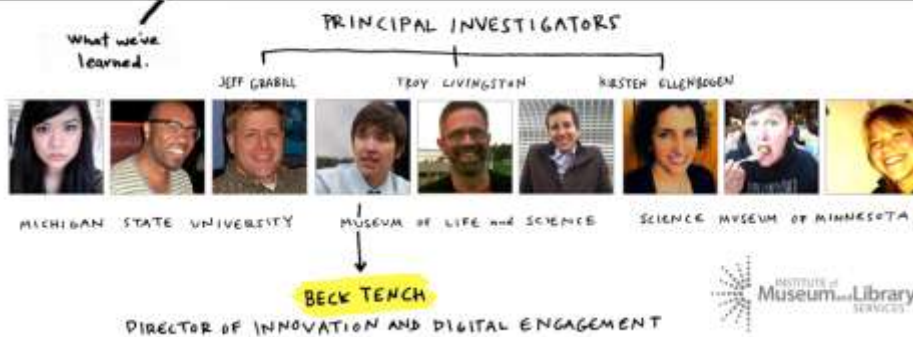 What we've
learned.
PRINCIPAL INVESTIGATORS
JEFF GRABILL TROY LIVINGSTON KIRSTEN ELLENBOGEN
MICHIGAN STATE UNIVERSITY MUSEUM OF LIFE and SCIENCE SCIENCE MUSEUM OF MINNESOTA
BECK TENCH
DIRECTOR OF INNOVATION AND DIGITAL ENGAGEMENT
INSTITUTE of
Museum and Library
SERVICES